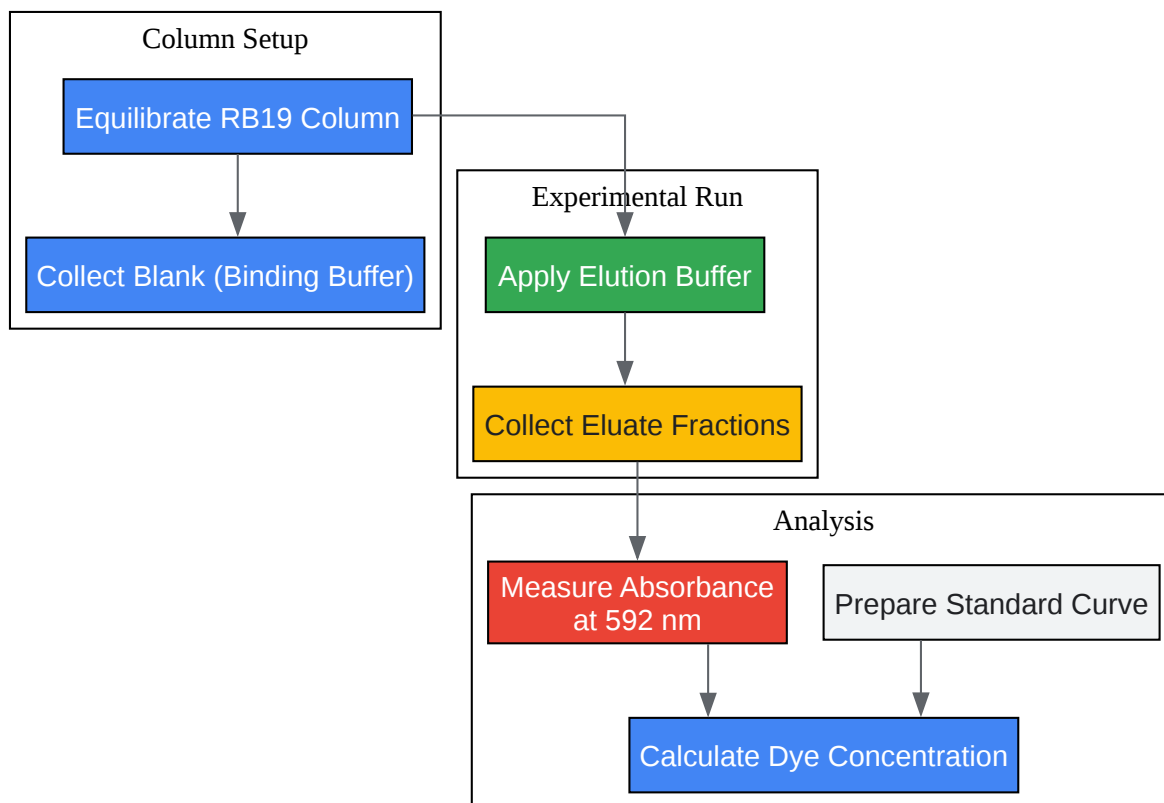 Column Setup
Equilibrate RB19 Column
Collect Blank (Binding Buffer)
Experimental Run
Apply Elution Buffer
Collect Eluate Fractions
Analysis
Measure Absorbance
at 592 nm
Prepare Standard Curve
Calculate Dye Concentration